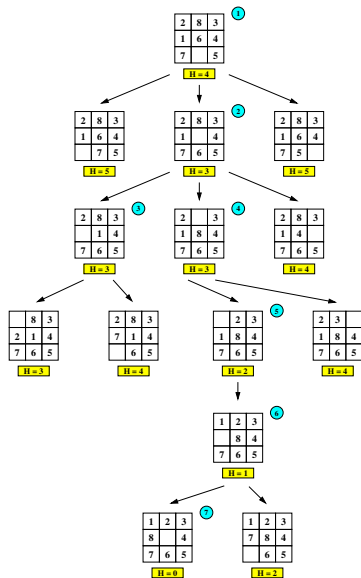 1
2 8 3
1 6 4
7 5
H = 4
2
2 8 3
1 6 4
7 5
H = 5
2 8 3
1 4
7 6 5
H = 3
2 8 3
1 6 4
7 5
H = 5
3
4
2 8 3
1 4
7 6 5
H = 3
2 3
1 8 4
7 6 5
H = 3
2 8 3
1 4
7 6 5
H = 4
5
8 3
2 1 4
7 6 5
H = 3
2 8 3
7 1 4
6 5
H = 4
2 3
1 8 4
7 6 5
H = 2
2 3
1 8 4
7 6 5
H = 4
6
1 2 3
8 4
7 6 5
H = 1
7
1 2 3
8 4
7 6 5
H = 0
1 2 3
7 8 4
6 5
H = 2